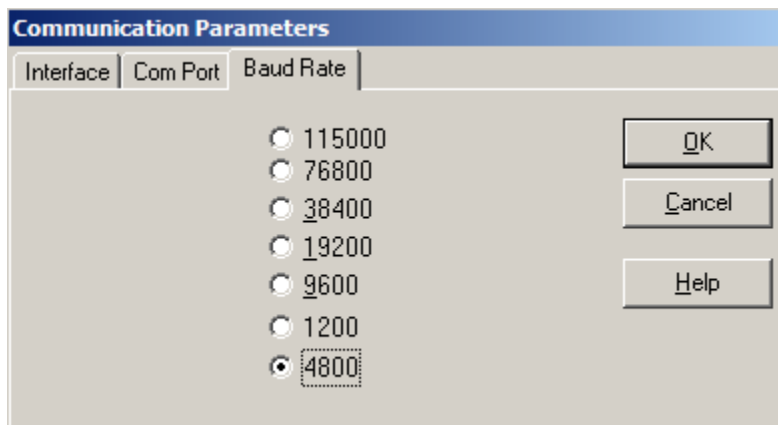 Communication Parameters
Interface Com Port Baud Rate
115000
76800
38400
19200
9600
1200
4800
OK
Cancel
Help